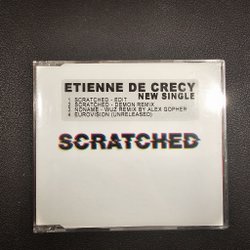 ETIENNE DE CRECY
NEW SINGLE
1 SCRATCHED - EDIT
2 SCRATCHED - DEMON REMIX
3 NONAME - WUZ REMIX BY ALEX GOPHER
4 EUROVISION (UNRELEASED)
SCRATCHED